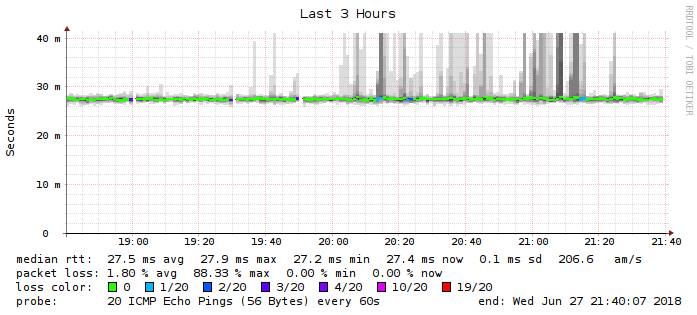 Last 3 Hours
RRDTOOL / TOBI OETIKER
Seconds
40 m
30 m
20 m
10 m
0
19:00 19:20 19:40 20:00 20:20 20:40 21:00 21:20 21:40
median rtt: 27.5 ms avg 27.9 ms max 27.2 ms min 27.4 ms now 0.1 ms sd 206.6 am/s
packet loss: 1.80 % avg 88.33 % max 0.00 % min 0.00 % now
loss color: 0 1/20 2/20 3/20 4/20 10/20 19/20
probe: 20 ICMP Echo Pings (56 Bytes) every 60s end: Wed Jun 27 21:40:07 2018